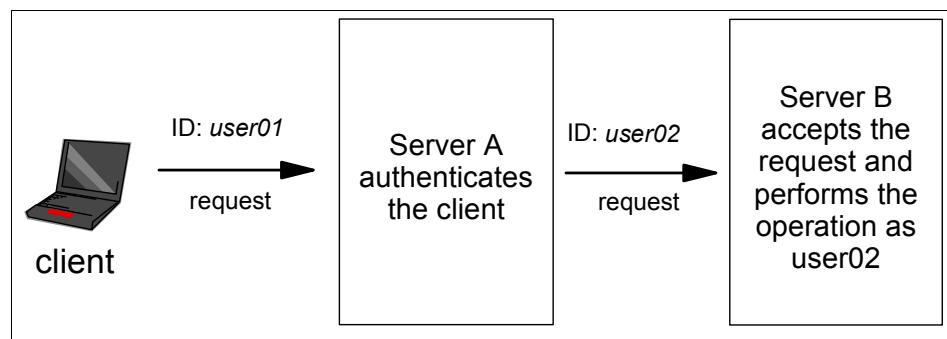 client
ID: user01
request
Server A
authenticates
the client
ID: user02
request
Server B
accepts the
request and
performs the
operation as
user02